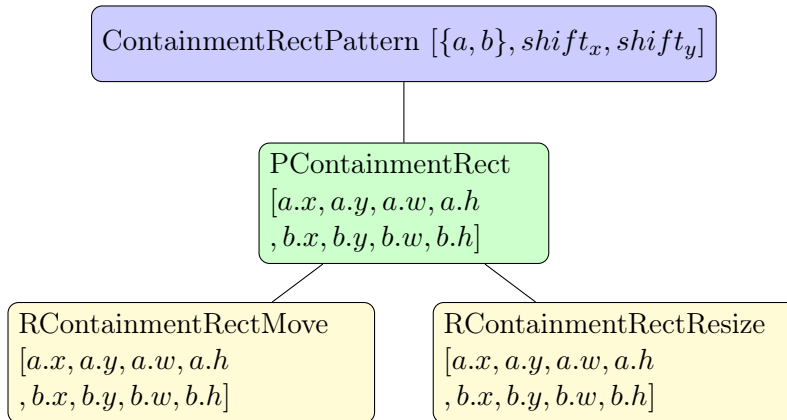 ContainmentRectPattern [{a, b}, shift_x, shift_y]
PContainmentRect
[a.x, a.y, a.w, a.h
, b.x, b.y, b.w, b.h]
RContainmentRectMove
[a.x, a.y, a.w, a.h
, b.x, b.y, b.w, b.h]
RContainmentRectResize
[a.x, a.y, a.w, a.h
, b.x, b.y, b.w, b.h]